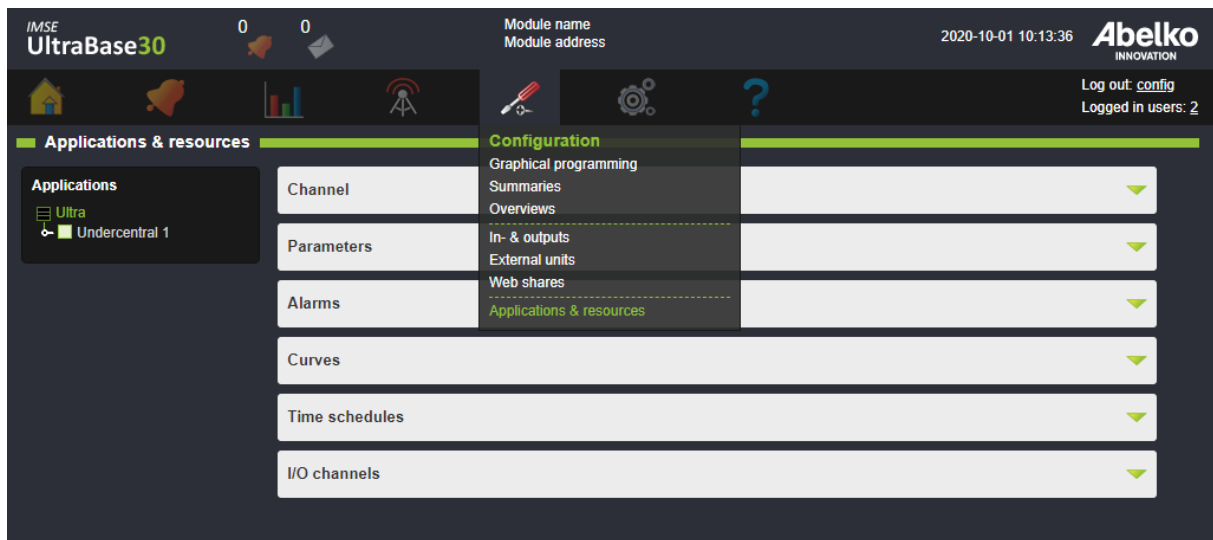 IMSE
UltraBase30
0
0
Module name
Module address
2020-10-01 10:13:36
Abelko
INNOVATION
?
Log out: config
Logged in users: 2
Applications & resources
Configuration
Graphical programming
Summaries
Overviews
In- & outputs
External units
Web shares
Applications & resources
Applications
Ultra
Undercentral 1
Channel
Parameters
Alarms
Curves
Time schedules
I/O channels